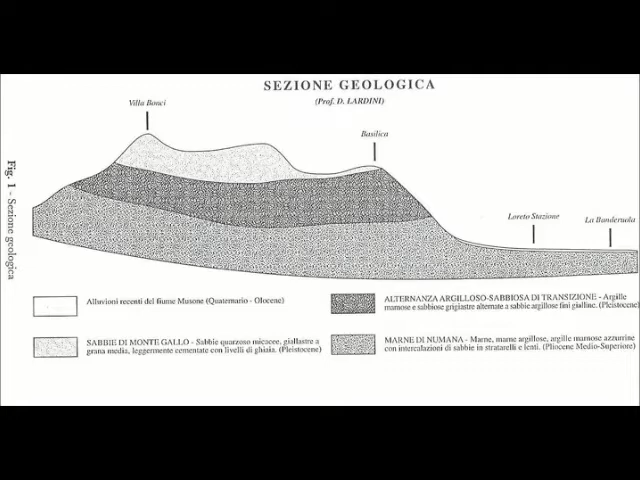 SEZIONE GEOLOGICA
(Prof. D. LARDINI)
Villa Bonci
Basilica
Loreto Stazione
La Banderuola
Fig. 1 - Sezione geologica
Alluvioni recenti del fiume Musone (Quaternario - Olocene)
SABBIE DI MONTE GALLO - Sabbie quarzoso micacee, giallastre a
grana media, leggermente cementate con livelli di ghiaia. (Pleistocene)
ALTERNANZA ARGILLOSO-SABBIOSA DI TRANSIZIONE - Argille
marnose e sabbiose grigiastre alternate a sabbie argillose fini gialline. (Pleistocene)
MARNE DI NUMANA - Marne, marne argillose, argille marnose azzurrine
con intercalazioni di sabbie in stratarelli e lenti. (Pliocene Medio-Superiore)